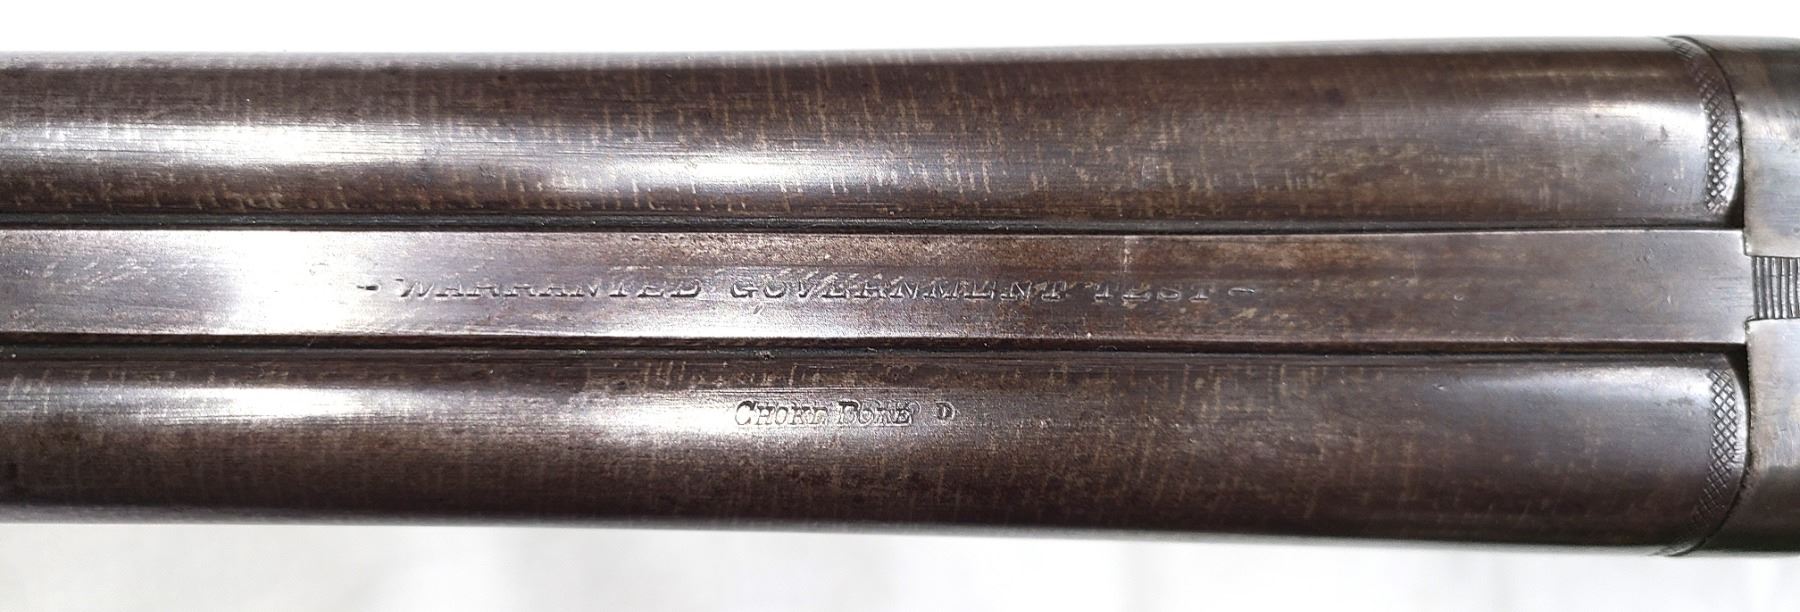 - WARRANTED GOVERNMENT TEST -
CHOKE BORE D